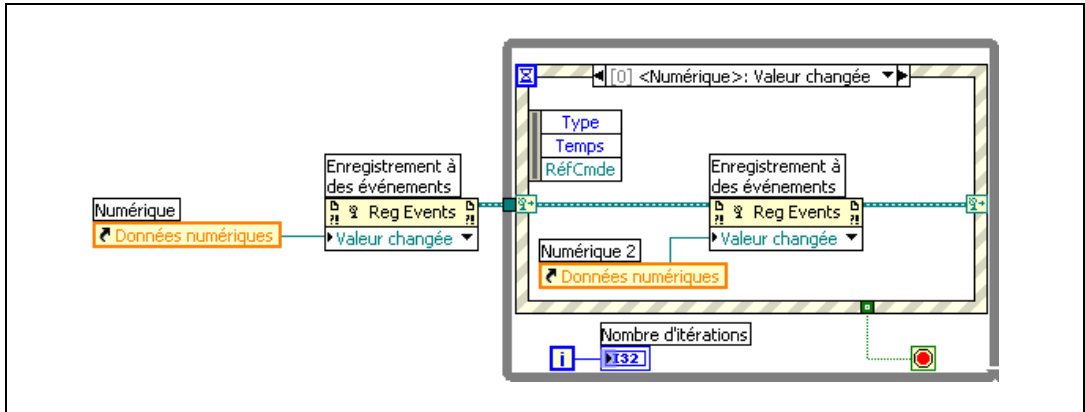 [0] <Numérique>: Valeur changée
Type
Temps
RéfCmde
Enregistrement à
des événements
Reg Events
Valeur changée
Numérique
Données numériques
Enregistrement à
des événements
Reg Events
Valeur changée
Numérique 2
Données numériques
Nombre d'itérations
i
I32